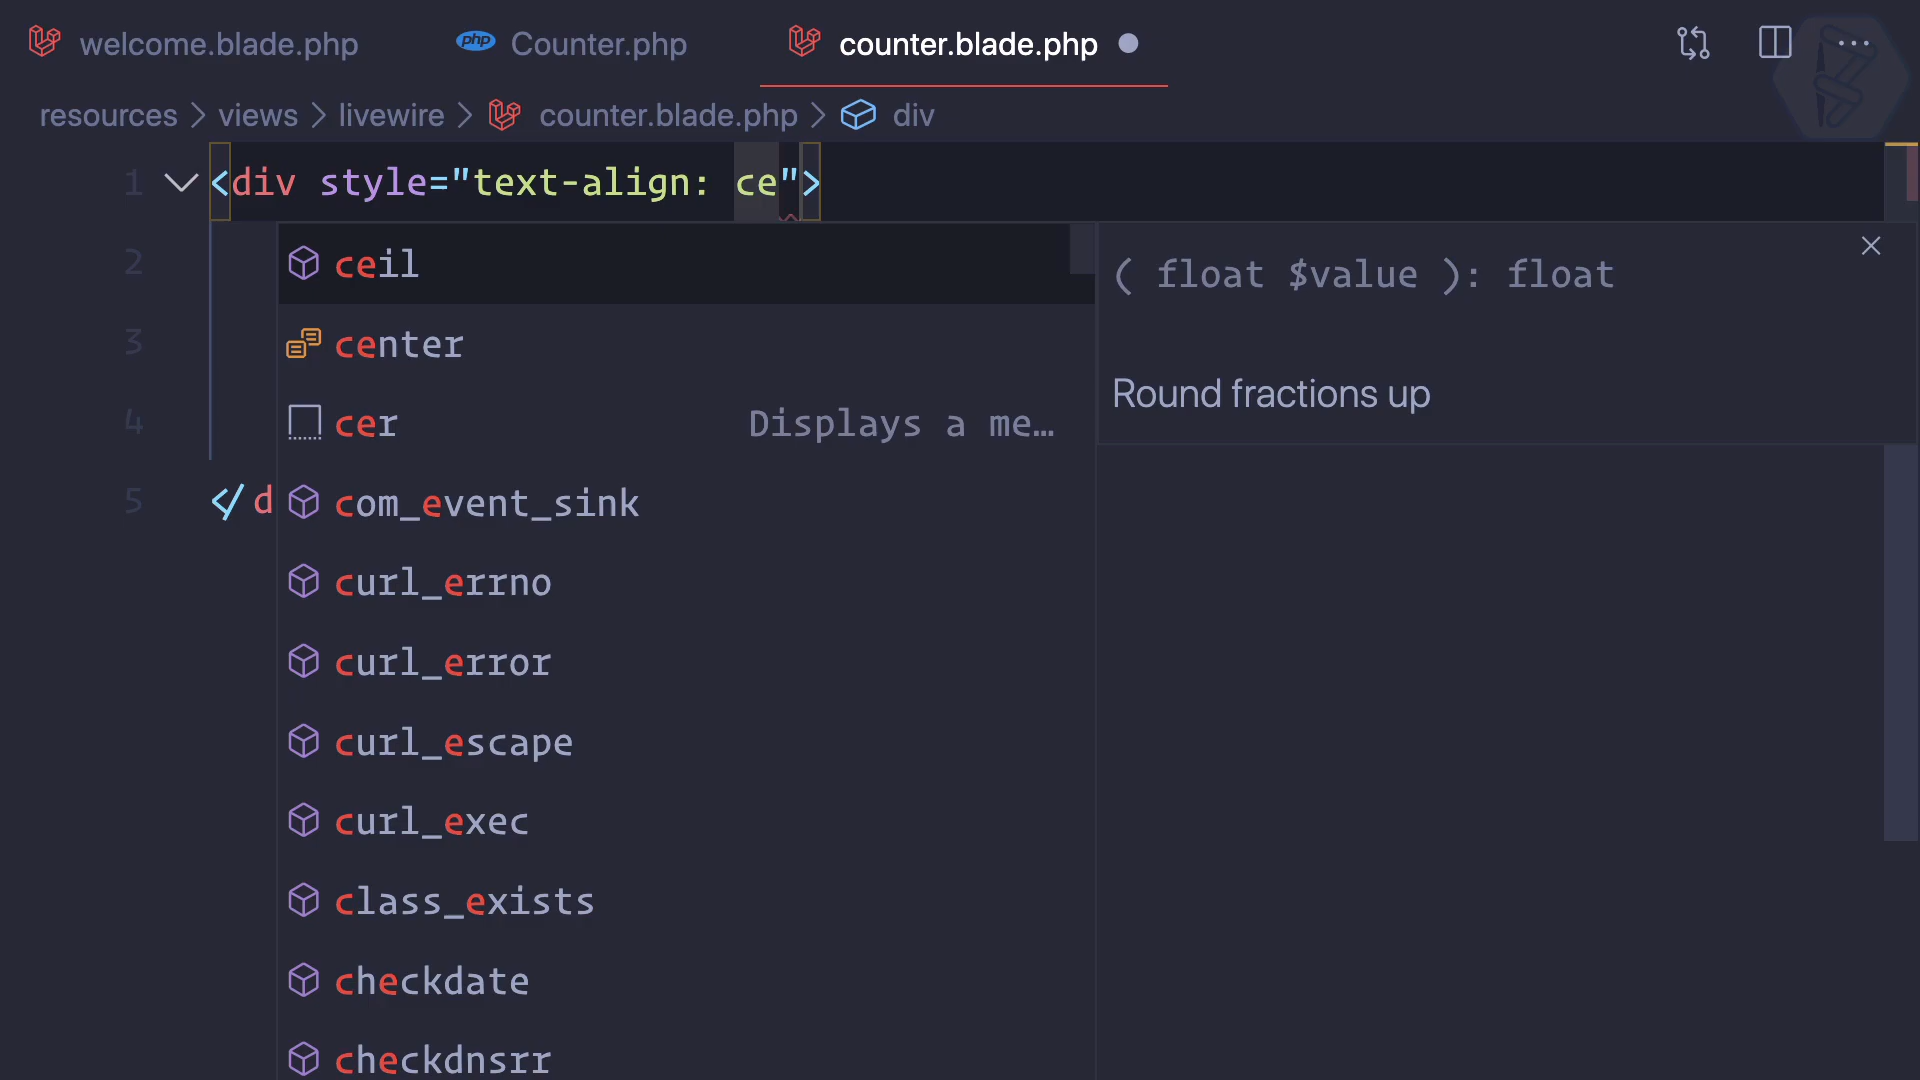 welcome.blade.php
php Counter.php
counter.blade.php
resources > views > livewire > counter.blade.php > div
1 <div style="text-align: ce">
2
3
4
5 </d
ceil
center
cer Displays a me…
com_event_sink
curl_errno
curl_error
curl_escape
curl_exec
class_exists
checkdate
checkdnsrr
( float $value ): float
Round fractions up